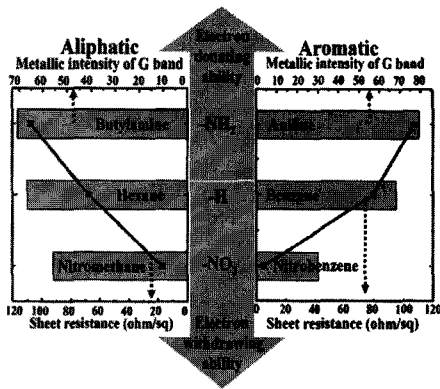 Aliphatic
Metallic intensity of G band
70 60 50 40 30 20 10 0
Electron
donating
ability
Aromatic
Metallic intensity of G band
0 10 20 30 40 50 60 70 80
Butylamine
-NH2
Aniline
Hexane
-H
Benzene
Nitromethane
-NO2
Nitrobenzene
120 100 80 60 40 20 0
Sheet resistance (ohm/sq)
Electron
withdrawing
ability
0 20 40 60 80 100 120
Sheet resistance (ohm/sq)